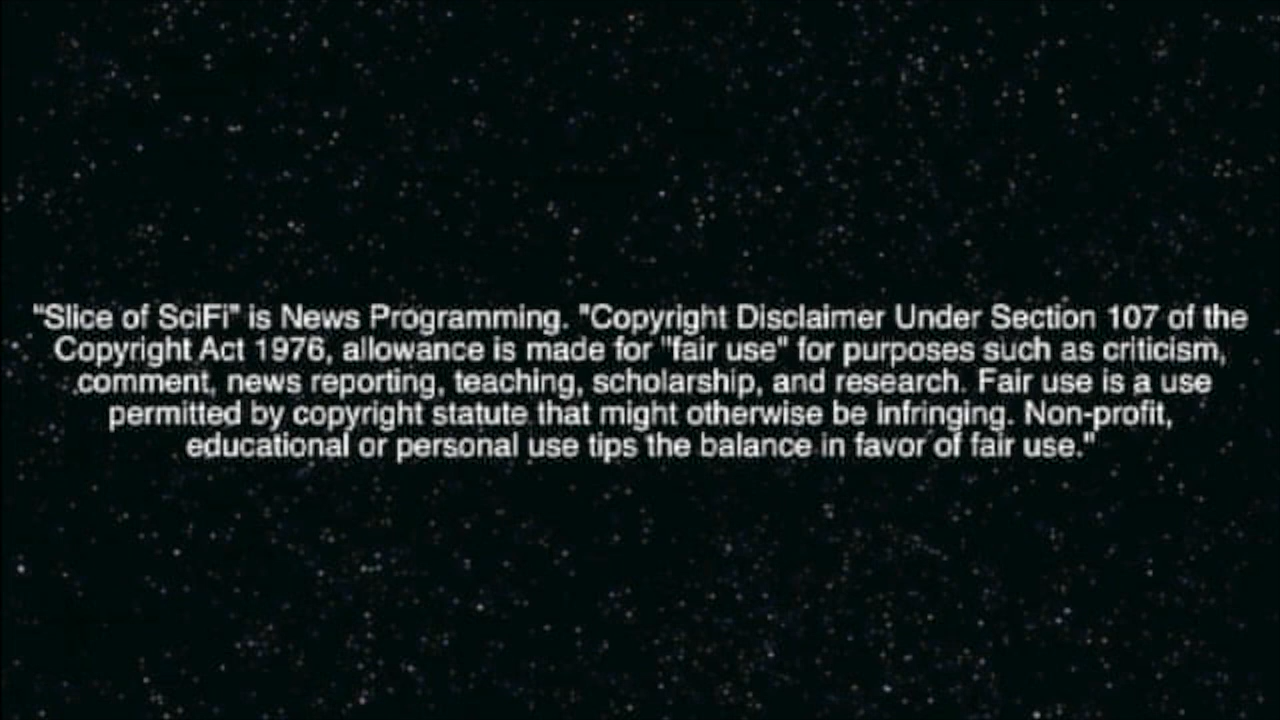 "Slice of SciFi" is News Programming. "Copyright Disclaimer Under Section 107 of the
Copyright Act 1976, allowance is made for "fair use" for purposes such as criticism,
comment, news reporting, teaching, scholarship, and research. Fair use is a use
permitted by copyright statute that might otherwise be infringing. Non-profit,
educational or personal use tips the balance in favor of fair use."